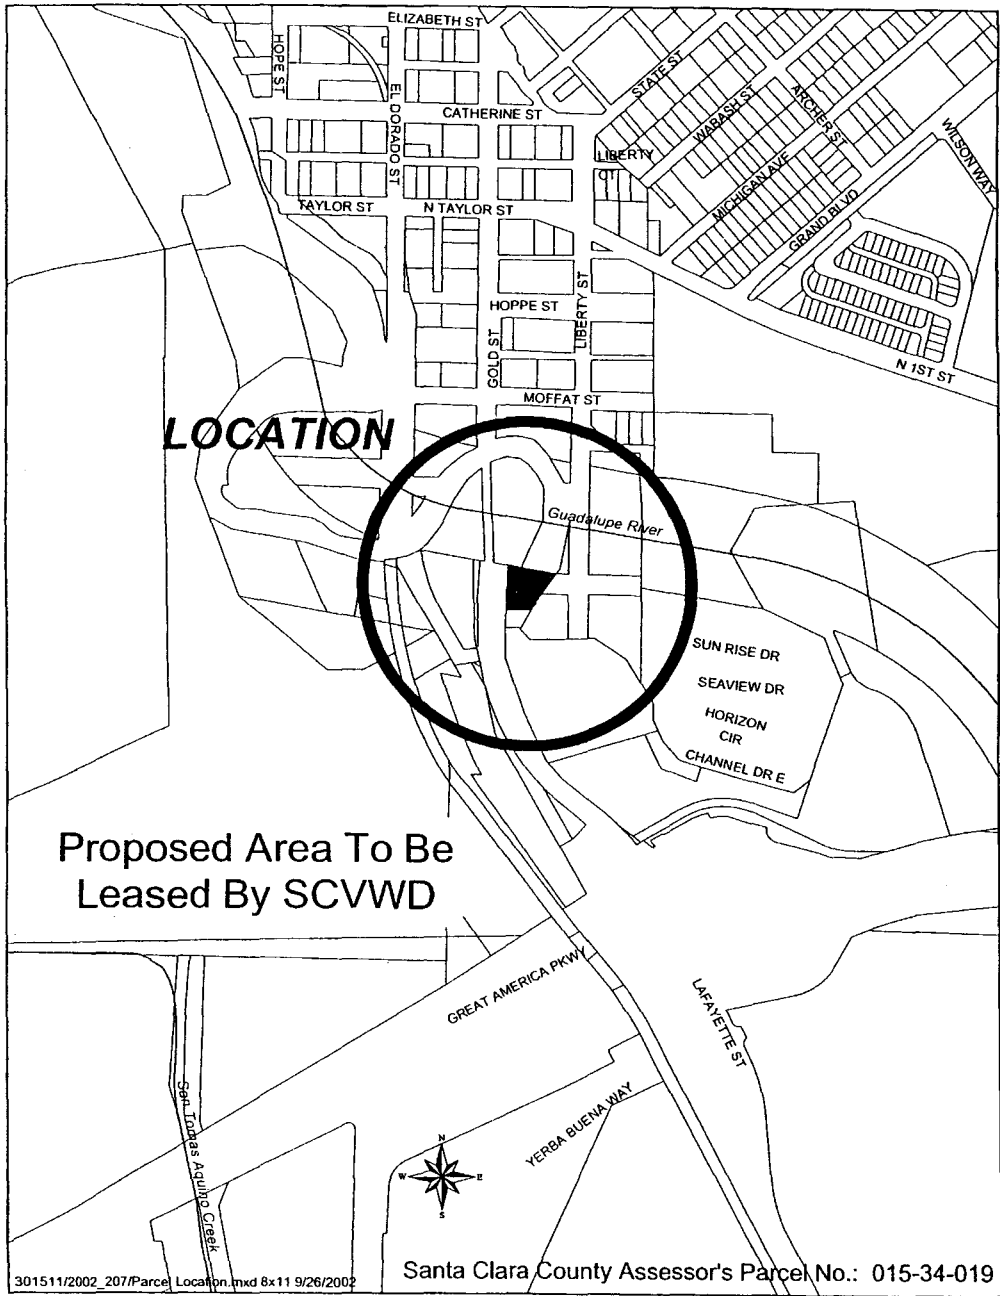 ELIZABETH ST
HOPE ST
EL DORADO ST
STATE ST
CATHERINE ST
WABASH ST
ARCHER ST
WILSON WAY
LIBERTY CT
MICHIGAN AVE
TAYLOR ST
N TAYLOR ST
GRAND BLVD
HOPPE ST
LIBERTY ST
GOLD ST
N 1ST ST
MOFFAT ST
LOCATION
Guadalupe River
SUN RISE DR
SEAVIEW DR
HORIZON
CIR
CHANNEL DR E
Proposed Area To Be
Leased By SCVWD
GREAT AMERICA PKWY
LAFAYETTE ST
San Tomas Aquino Creek
YERBA BUENA WAY
N
W
E
S
301511/2002_207/Parcel Location.mxd 8x11 9/26/2002
Santa Clara County Assessor's Parcel No.: 015-34-019